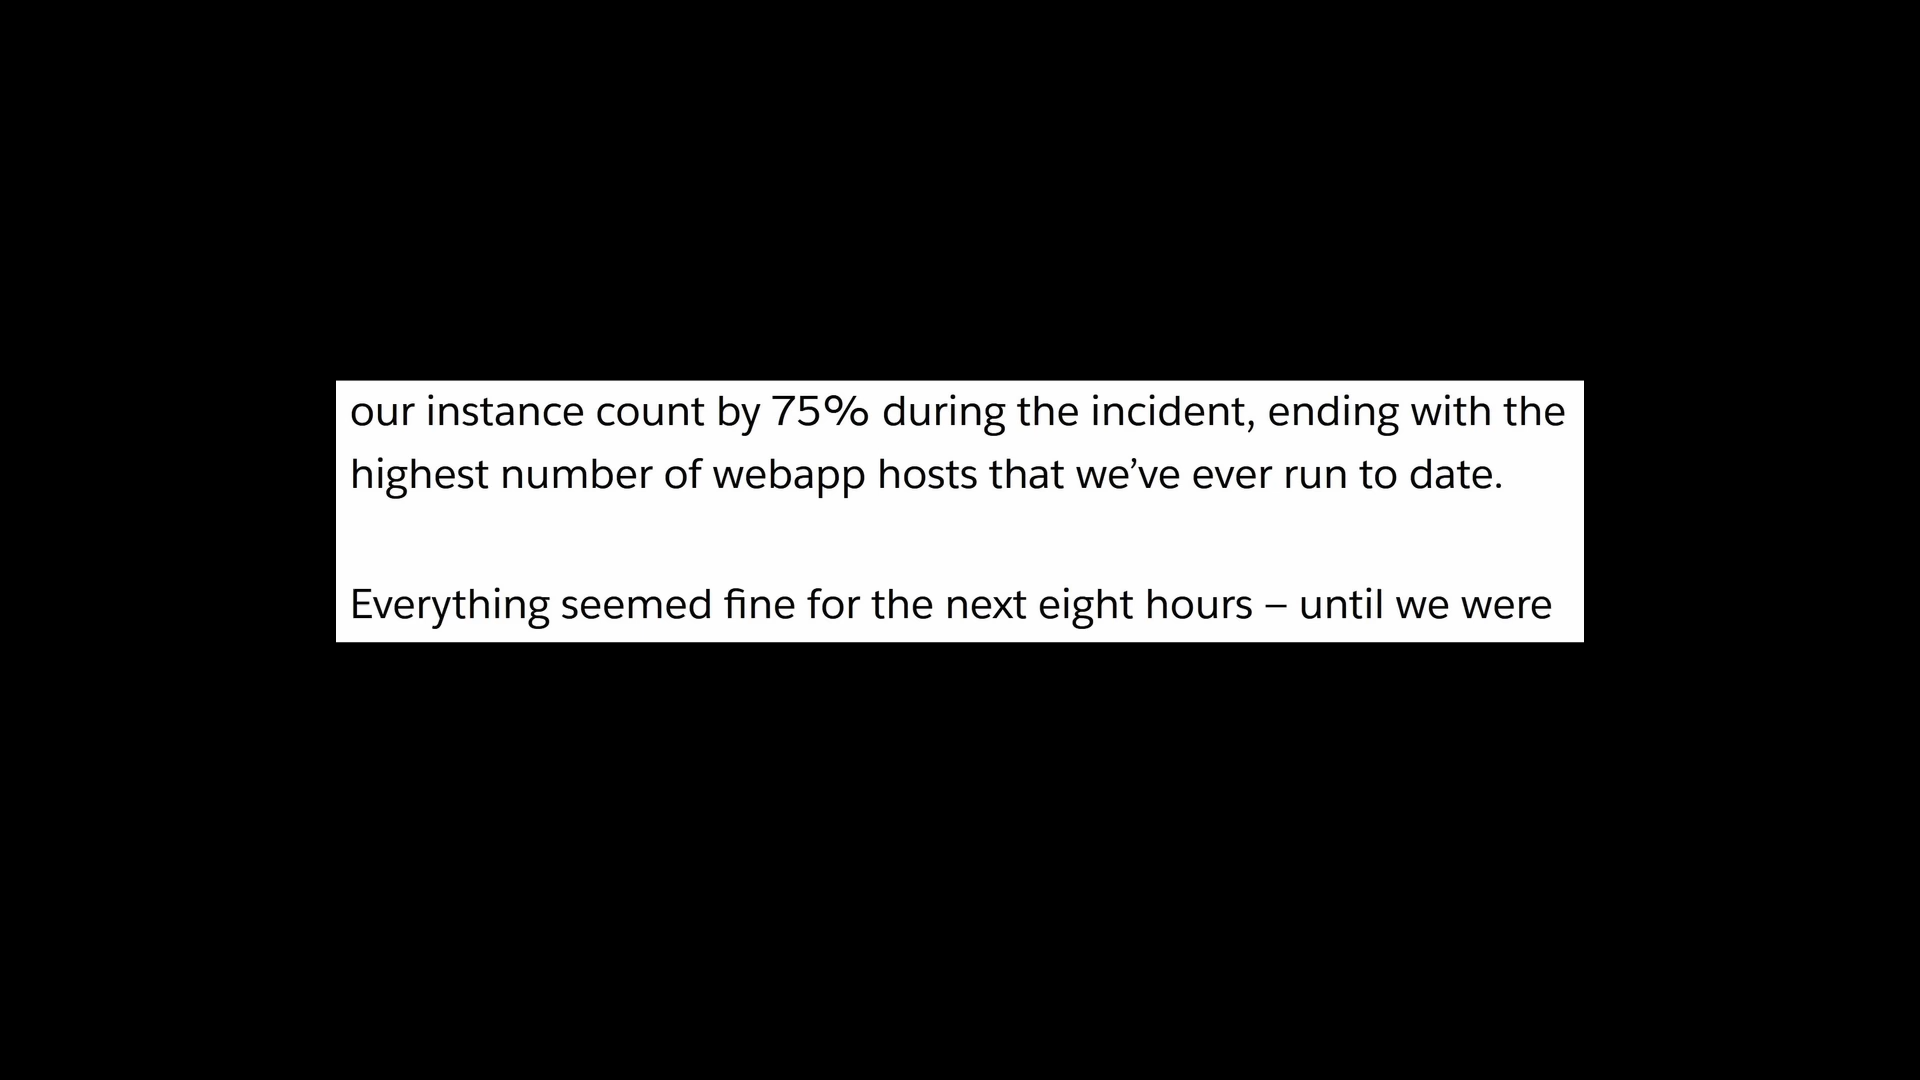 our instance count by 75% during the incident, ending with the
highest number of webapp hosts that we’ve ever run to date.
Everything seemed fine for the next eight hours – until we were